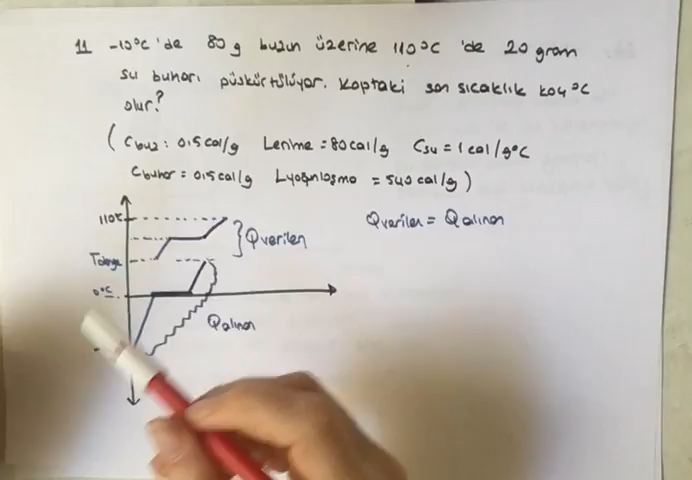 11 -10°C'de 80 g buzun üzerine 110°C 'de 20 gram
su buharı püskürtülüyor. Kaptaki son sıcaklık kaç °C
olur?
(Cbuz = 0,5 cal/g Lerime = 80 cal/g Csu = 1 cal/g°C
Cbuhar = 0,5 cal/g Lyoğunlaşma = 540 cal/g)
110°C
Qverilen = Qalınan
Qverilen
Tdenge
0°C
Qalınan